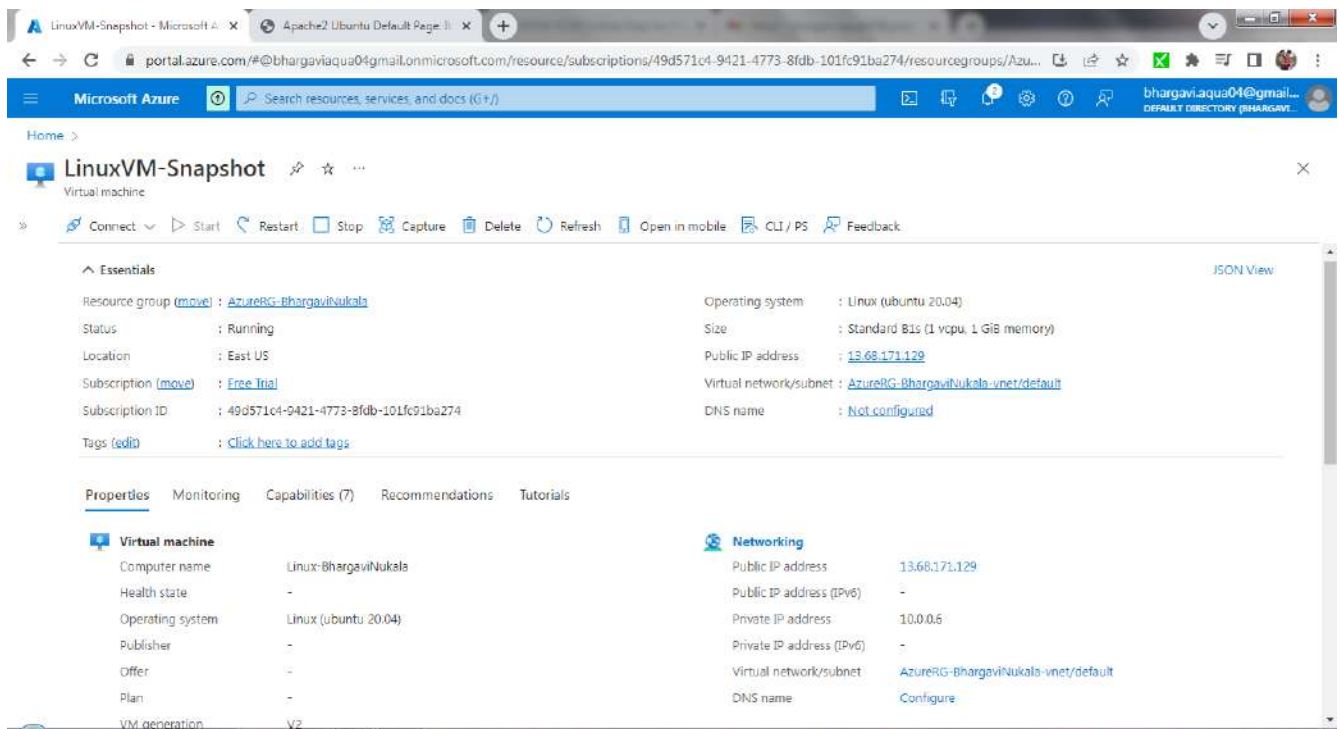 LinuxVM-Snapshot - Microsoft A
Apache2 Ubuntu Default Page: It
portal.azure.com/#@bhargaviaqua04gmail.onmicrosoft.com/resource/subscriptions/49d571c4-9421-4773-8fdb-101fc91ba274/resourcegroups/Azu...
Microsoft Azure
Search resources, services, and docs (G+/)
2
bhargavi.aqua04@gmail...
DEFAULT DIRECTORY (BHARGAVI...
Home >
LinuxVM-Snapshot
Virtual machine
Connect Start Restart Stop Capture Delete Refresh Open in mobile CLI / PS Feedback
Essentials
JSON View
Resource group (move) : AzureRG-BhargaviNukala
Operating system : Linux (ubuntu 20.04)
Status : Running
Size : Standard B1s (1 vcpu, 1 GiB memory)
Location : East US
Public IP address : 13.68.171.129
Subscription (move) : Free Trial
Virtual network/subnet : AzureRG-BhargaviNukala-vnet/default
Subscription ID : 49d571c4-9421-4773-8fdb-101fc91ba274
DNS name : Not configured
Tags (edit) : Click here to add tags
Properties Monitoring Capabilities (7) Recommendations Tutorials
Virtual machine
Networking
Computer name Linux-BhargaviNukala
Public IP address 13.68.171.129
Health state -
Public IP address (IPv6) -
Operating system Linux (ubuntu 20.04)
Private IP address 10.0.0.6
Publisher -
Private IP address (IPv6) -
Offer -
Virtual network/subnet AzureRG-BhargaviNukala-vnet/default
Plan -
DNS name Configure
VM generation V2